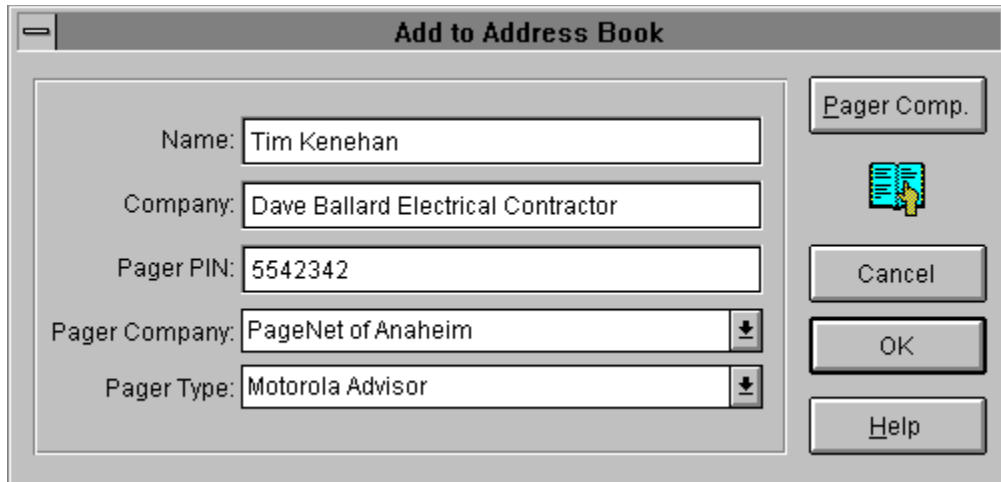 Add to Address Book
Name: Tim Kenehan
Company: Dave Ballard Electrical Contractor
Pager PIN: 5542342
Pager Company: PageNet of Anaheim
Pager Type: Motorola Advisor
Pager Comp.
Cancel
OK
Help